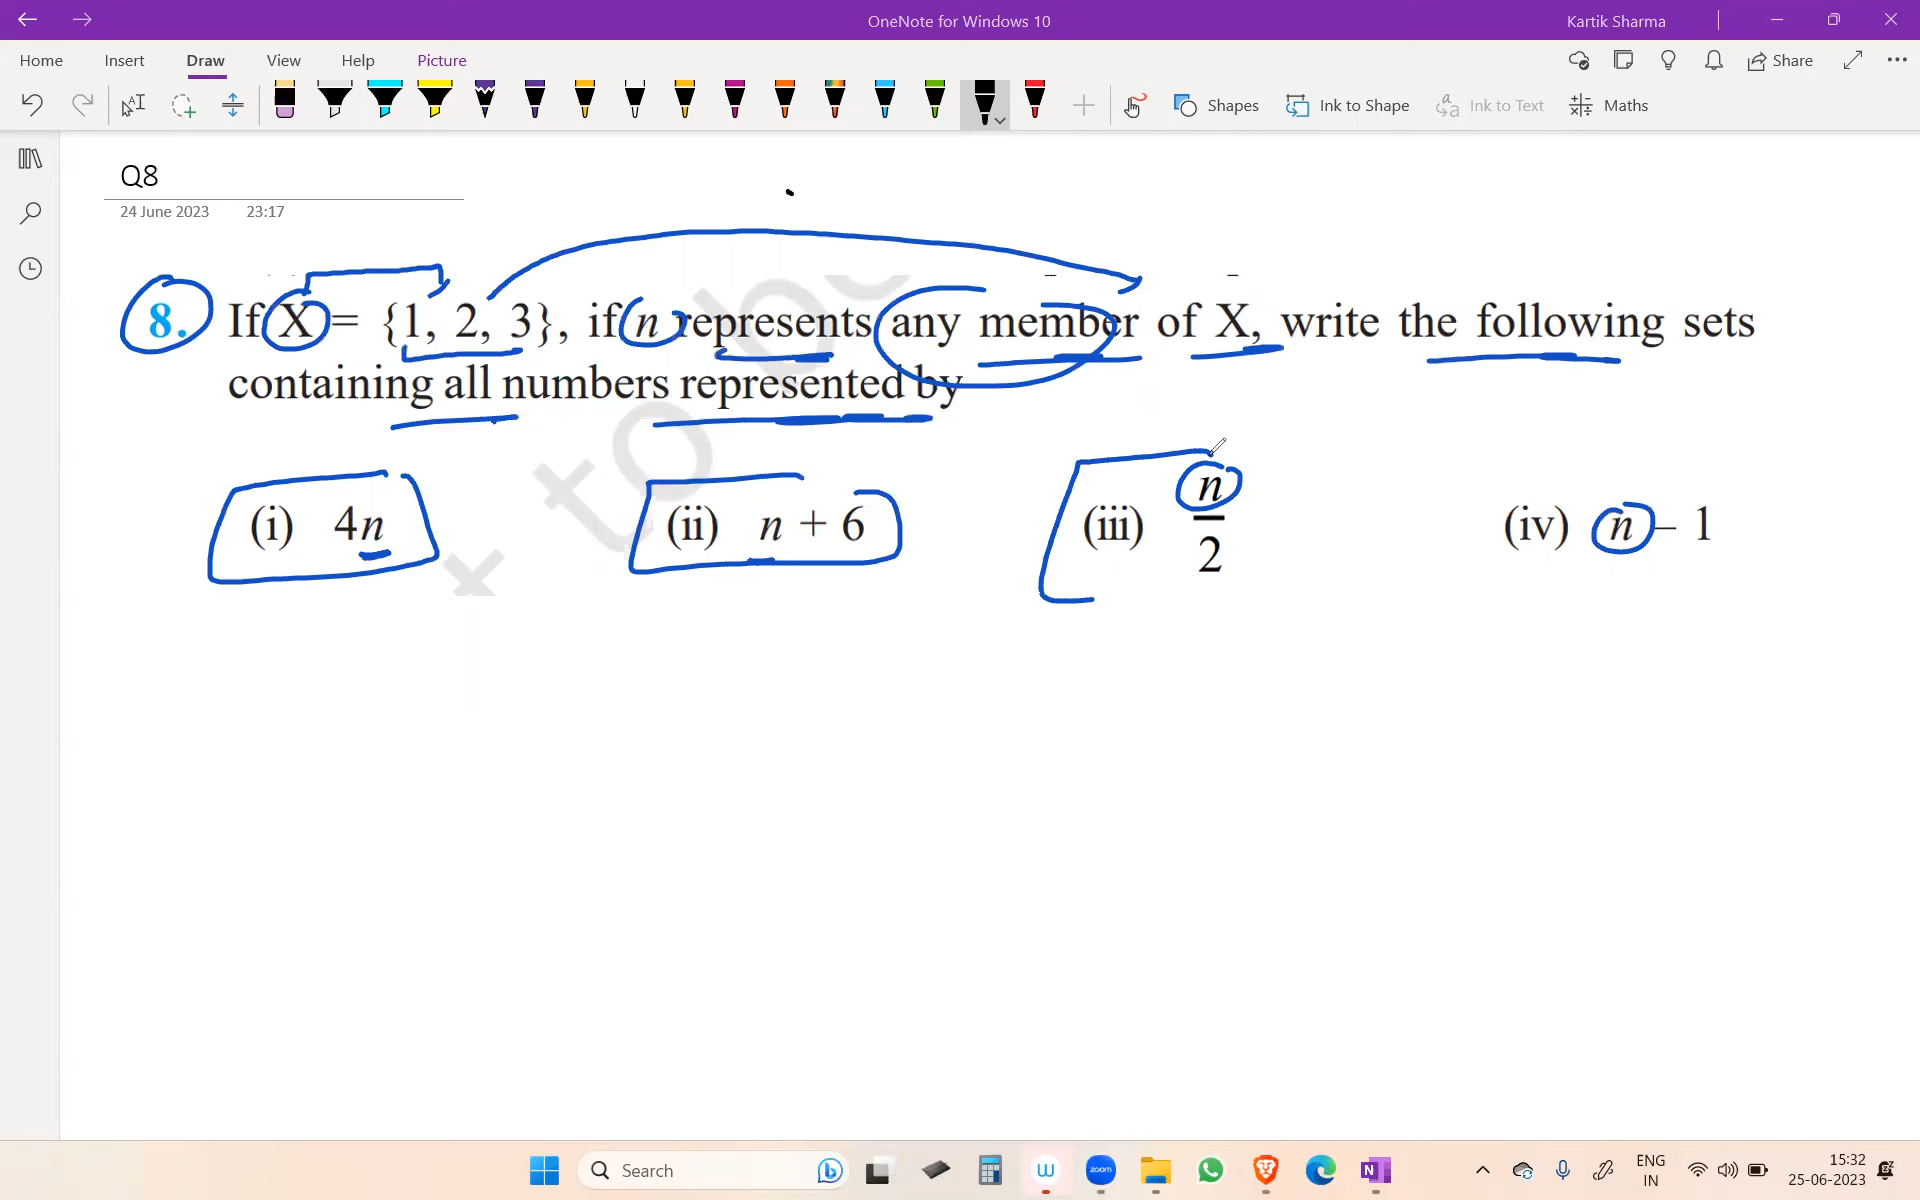 OneNote for Windows 10
Kartik Sharma
Home Insert Draw View Help Picture
Share
Shapes Ink to Shape Ink to Text Maths
Q8
24 June 2023 23:17
8. If X = {1, 2, 3}, if n represents any member of X, write the following sets
containing all numbers represented by
(i) 4n (ii) n + 6 (iii) n/2 (iv) n – 1
Search
zoom
ENG
IN
15:32
25-06-2023